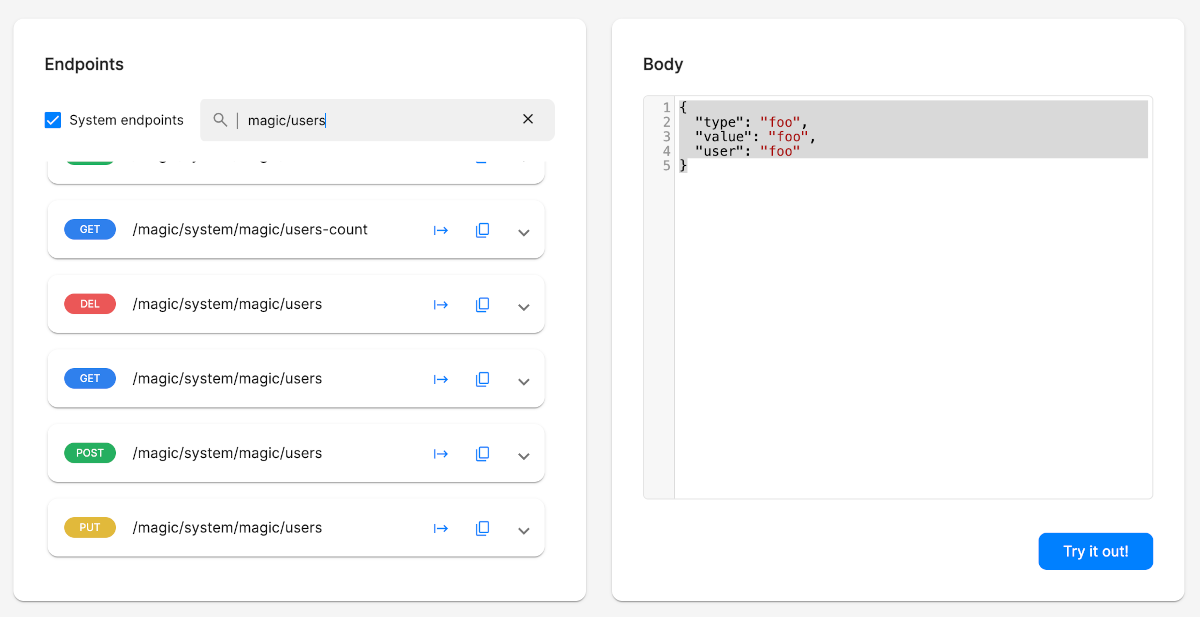 Endpoints
System endpoints
magic/users
GET /magic/system/magic/users-count
DEL /magic/system/magic/users
GET /magic/system/magic/users
POST /magic/system/magic/users
PUT /magic/system/magic/users
Body
1 {
2 "type": "foo",
3 "value": "foo",
4 "user": "foo"
5 }
Try it out!